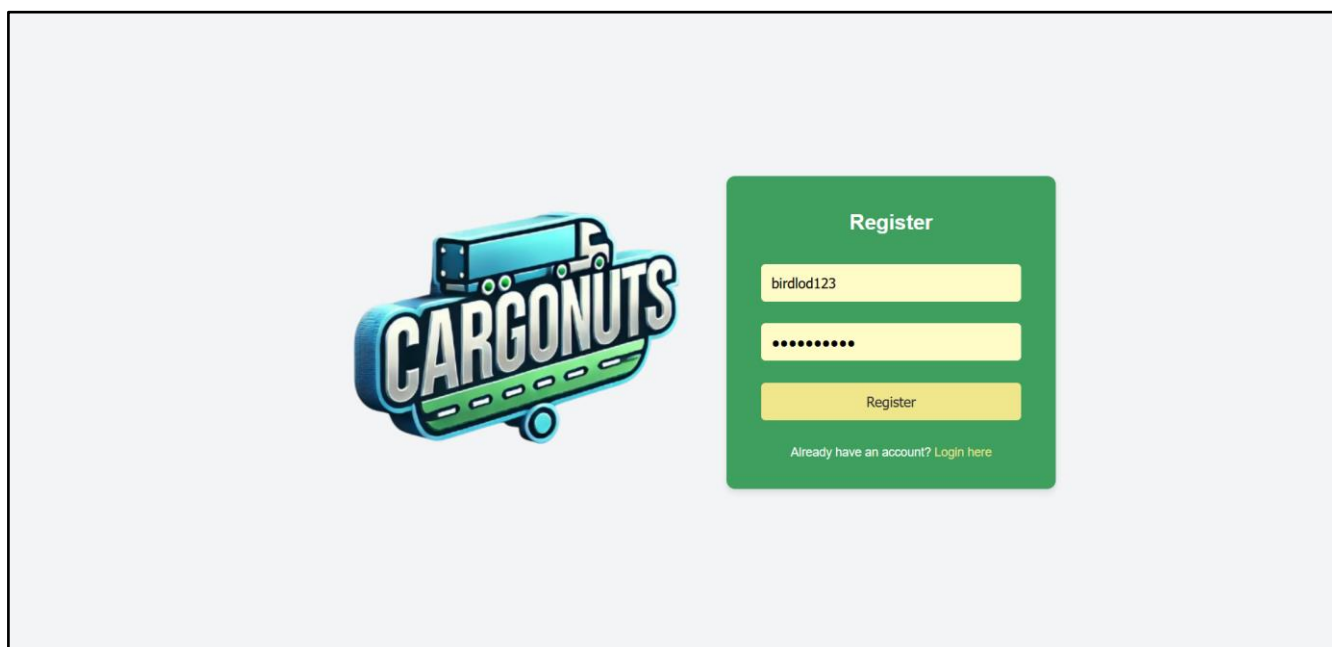 CARGONUTS
Register
birdlod123
••••••••••
Register
Already have an account? Login here